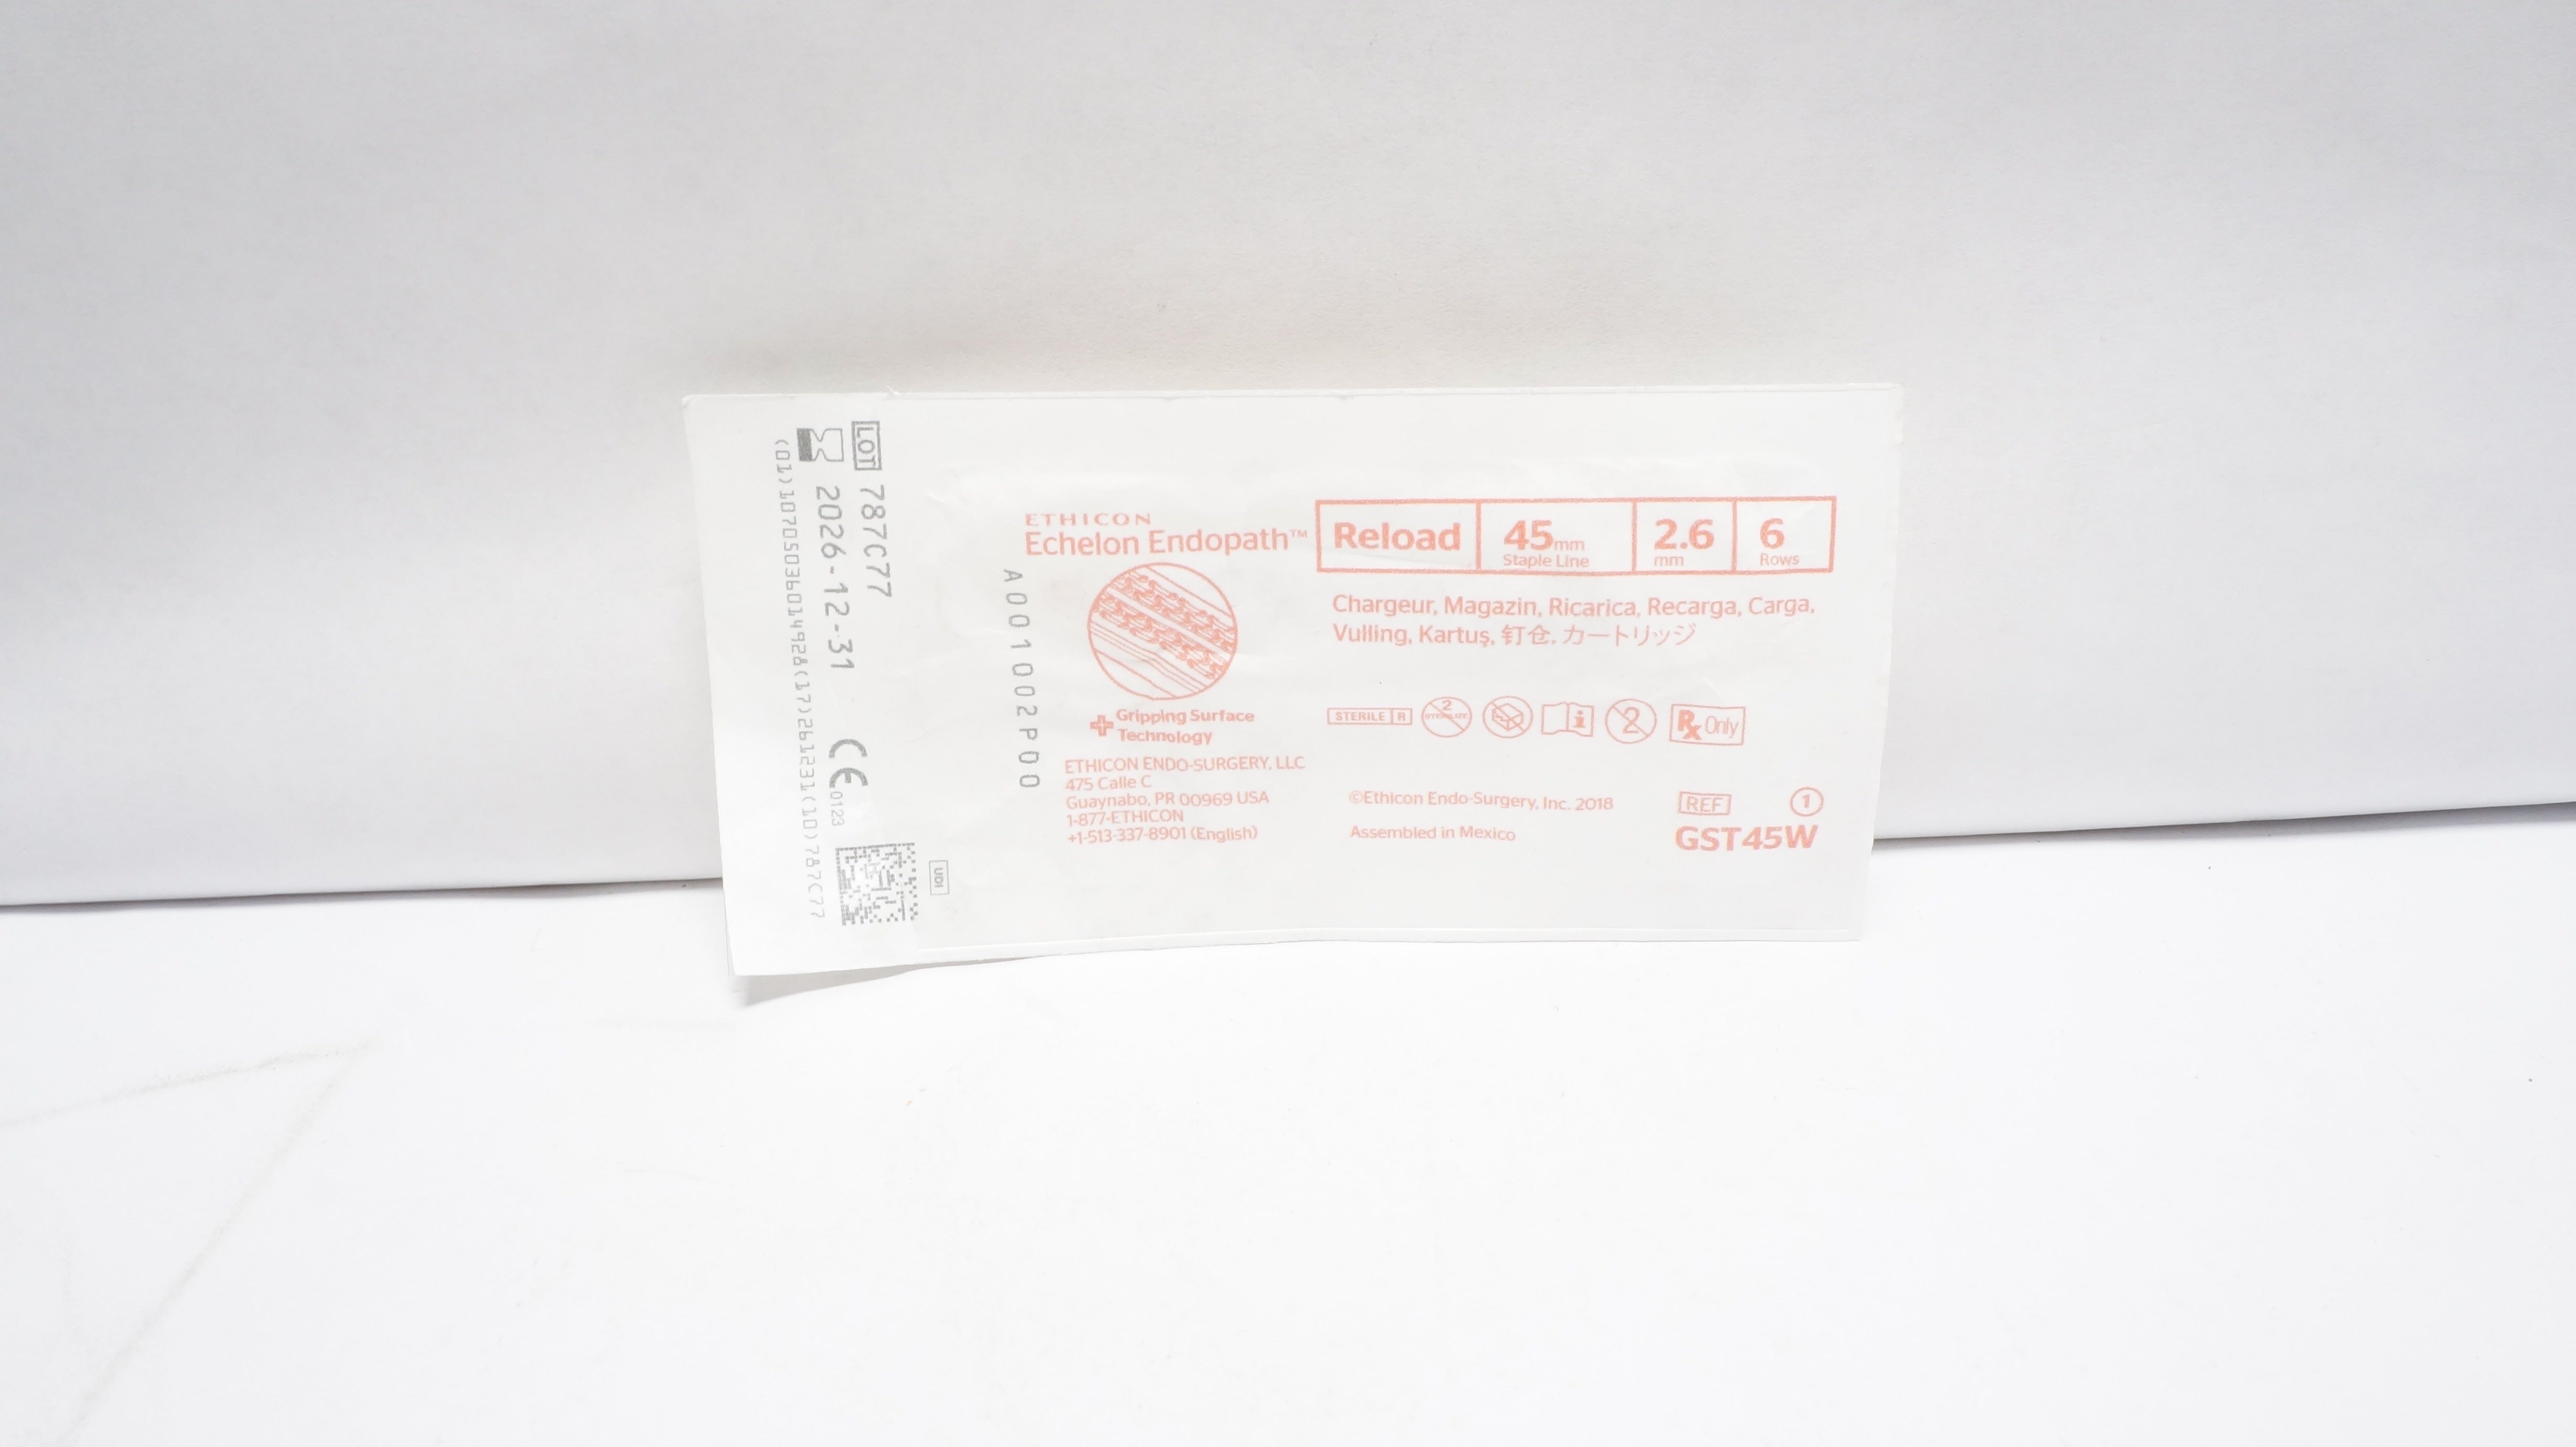 LOT 787C77
2026-12-31
CE 0123
(01)10705036014928(17)261231(10)787C77
UDI
A001002P00
ETHICON
Echelon Endopath™
Reload
45mm
Staple Line
2.6
mm
6
Rows
Chargeur, Magazin, Ricarica, Recarga, Carga,
Vulling, Kartuş, 钉仓, カートリッジ
Gripping Surface
Technology
STERILE R
2
STERILIZE
2
Rx Only
ETHICON ENDO-SURGERY, LLC
475 Calle C
Guaynabo, PR 00969 USA
1-877-ETHICON
+1-513-337-8901 (English)
©Ethicon Endo-Surgery, Inc. 2018
Assembled in Mexico
REF
1
GST45W